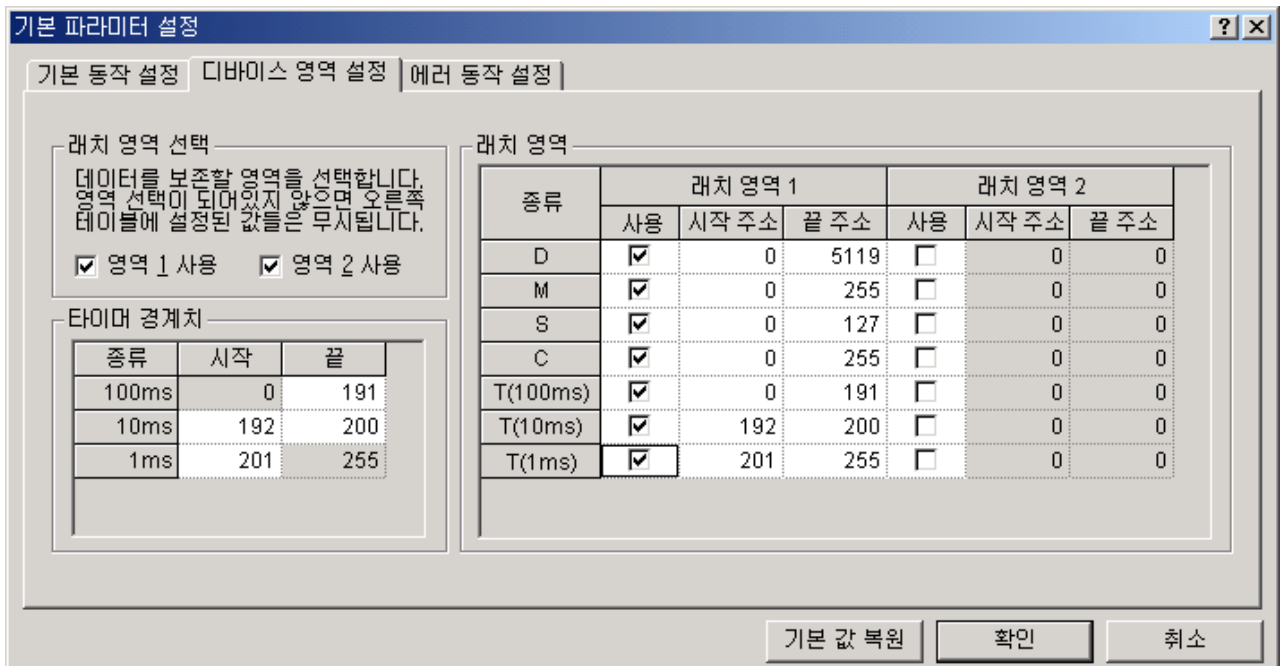 기본 파라미터 설정
기본 동작 설정 디바이스 영역 설정 에러 동작 설정
래치 영역 선택
데이터를 보존할 영역을 선택합니다.
영역 선택이 되어있지 않으면 오른쪽
테이블에 설정된 값들은 무시됩니다.
영역 1 사용 영역 2 사용
타이머 경계치
종류 시작 끝
100ms 0 191
10ms 192 200
1ms 201 255
래치 영역
종류 래치 영역 1 래치 영역 2
사용 시작 주소 끝 주소 사용 시작 주소 끝 주소
D 0 5119 0 0
M 0 255 0 0
S 0 127 0 0
C 0 255 0 0
T(100ms) 0 191 0 0
T(10ms) 192 200 0 0
T(1ms) 201 255 0 0
기본 값 복원 확인 취소